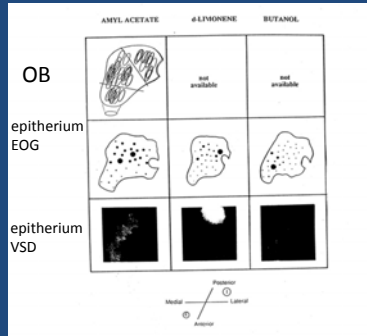 AMYL ACETATE d-LIMONENE BUTANOL
OB
not
available
not
available
epitherium
EOG
epitherium
VSD
Posterior
Medial
Lateral
Anterior